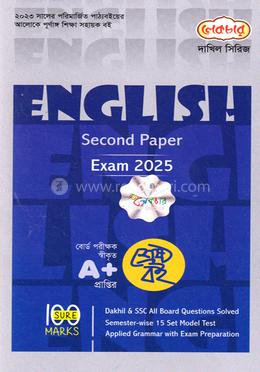 ২০২৩ সালের পরিমার্জিত পাঠ্যবইয়ের
আলোকে পূর্ণাঙ্গ শিক্ষা সহায়ক বই
লেকচার
দাখিল সিরিজ
ENGLISH
Second Paper
Exam 2025
লেকচার
বোর্ড পরীক্ষক
স্বীকৃত
A+
প্রাপ্তির
শ্রেষ্ঠ
বই
100
SURE
MARKS
Dakhil & SSC All Board Questions Solved
Semester-wise 15 Set Model Test
Applied Grammar with Exam Preparation